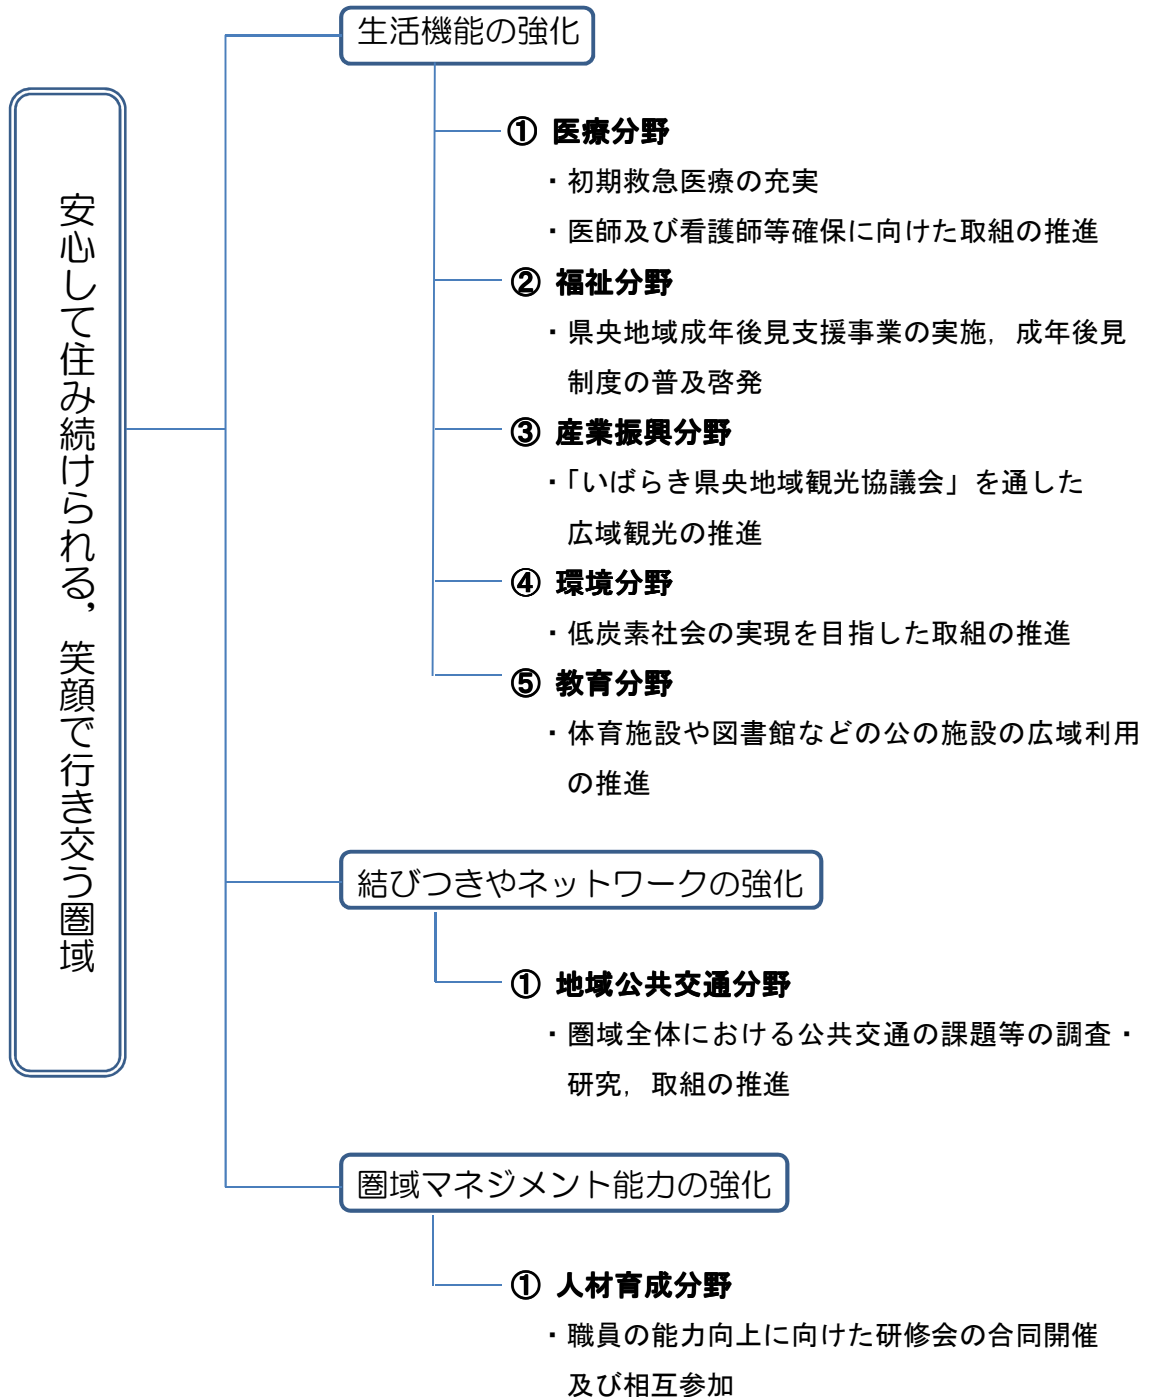 安心して住み続けられる，笑顔で行き交う圏域
生活機能の強化
① 医療分野
・初期救急医療の充実
・医師及び看護師等確保に向けた取組の推進
② 福祉分野
・県央地域成年後見支援事業の実施，成年後見
制度の普及啓発
③ 産業振興分野
・「いばらき県央地域観光協議会」を通した
広域観光の推進
④ 環境分野
・低炭素社会の実現を目指した取組の推進
⑤ 教育分野
・体育施設や図書館などの公の施設の広域利用
の推進
結びつきやネットワークの強化
① 地域公共交通分野
・圏域全体における公共交通の課題等の調査・
研究，取組の推進
圏域マネジメント能力の強化
① 人材育成分野
・職員の能力向上に向けた研修会の合同開催
及び相互参加